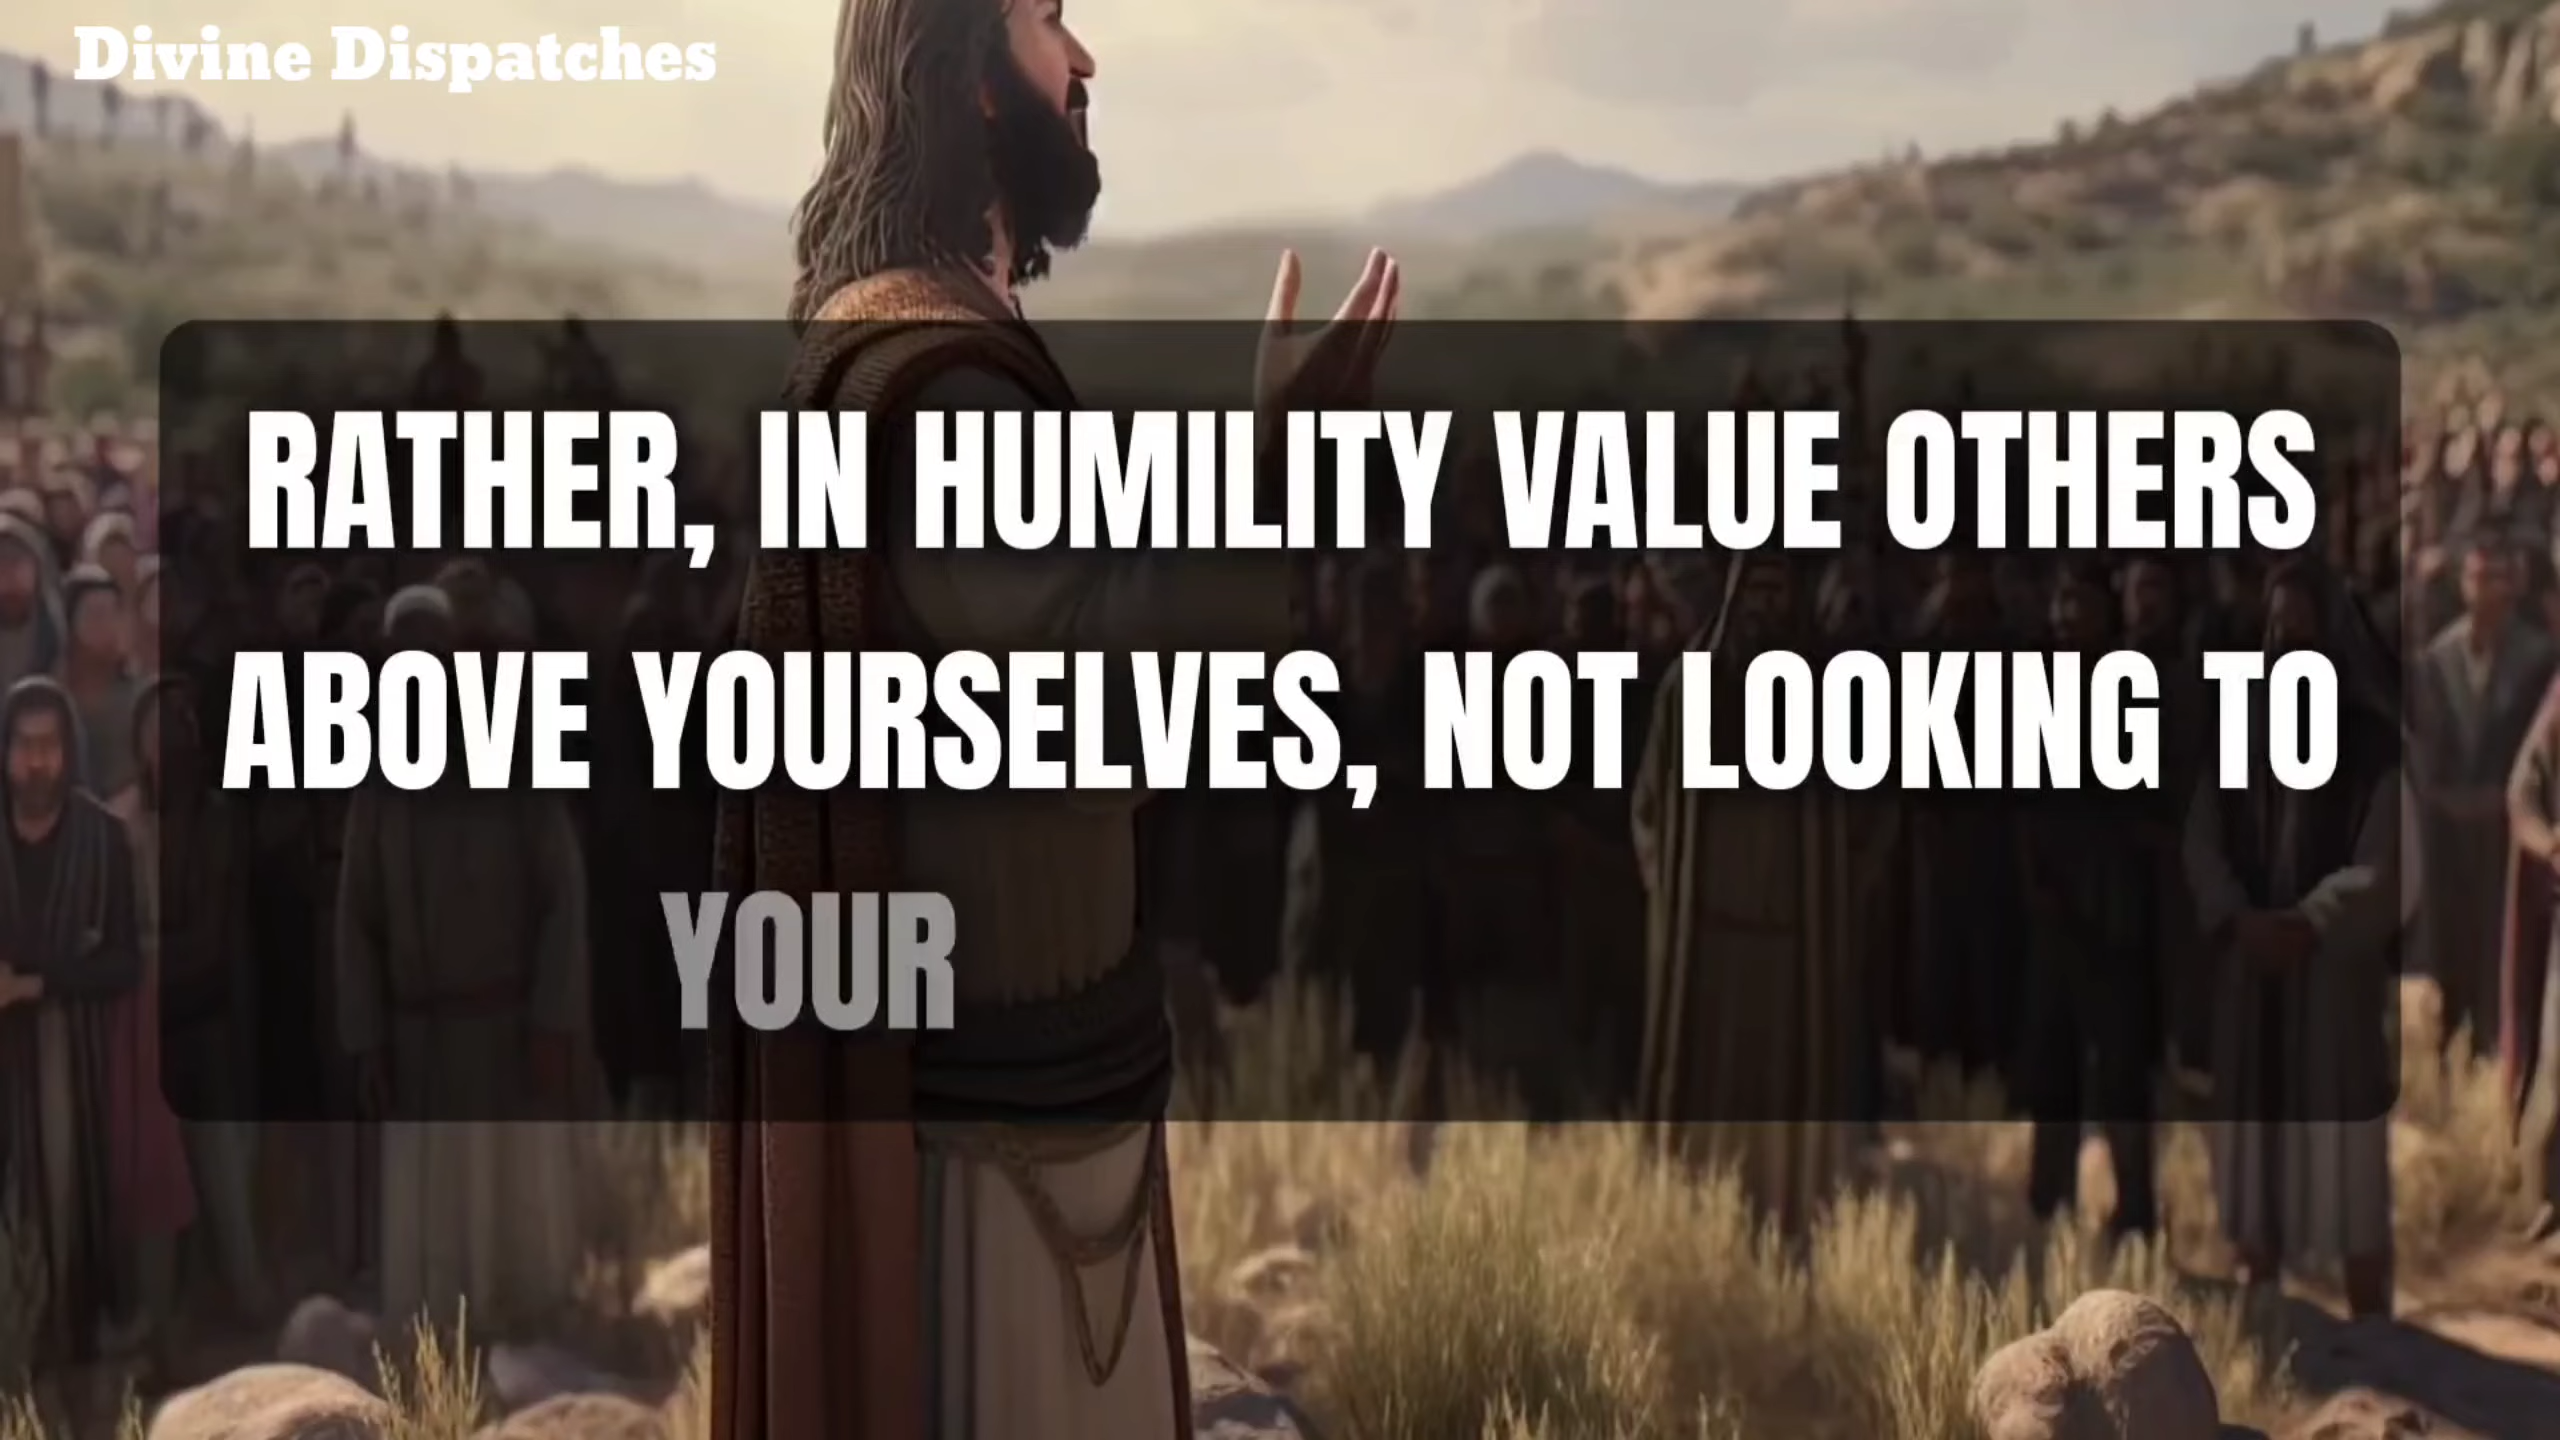 Divine Dispatches
RATHER, IN HUMILITY VALUE OTHERS
ABOVE YOURSELVES, NOT LOOKING TO
YOUR